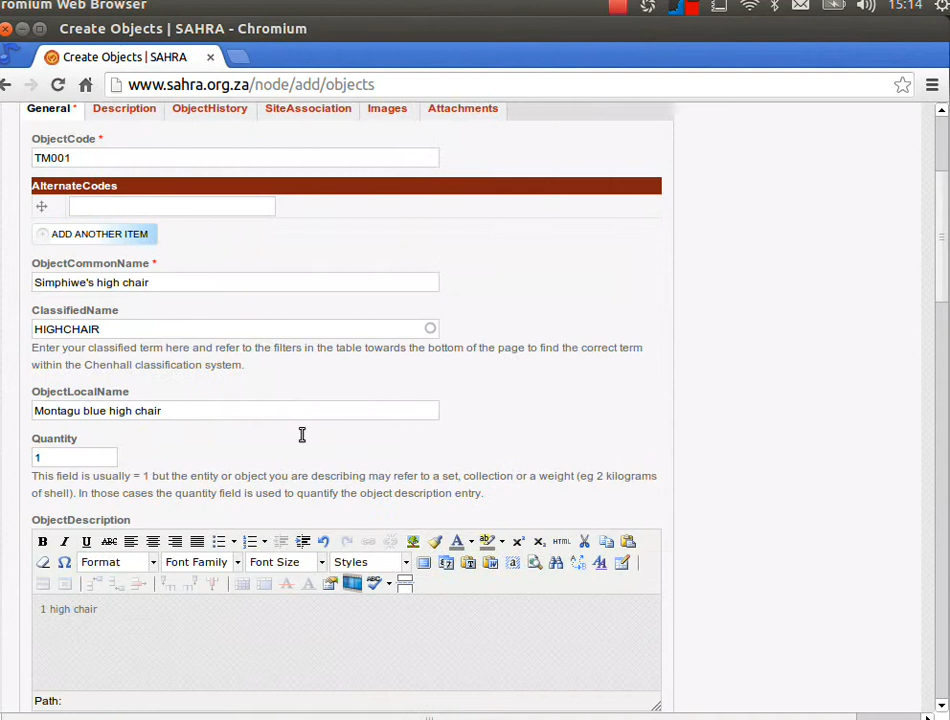 romium Web Browser 15:14
Create Objects | SAHRA - Chromium
Create Objects | SAHRA ×
www.sahra.org.za/node/add/objects
General * Description ObjectHistory SiteAssociation Images Attachments
ObjectCode *
TM001
AlternateCodes
ADD ANOTHER ITEM
ObjectCommonName *
Simphiwe's high chair
ClassifiedName
HIGHCHAIR
Enter your classified term here and refer to the filters in the table towards the bottom of the page to find the correct term
within the Chenhall classification system.
ObjectLocalName
Montagu blue high chair
Quantity
1
This field is usually = 1 but the entity or object you are describing may refer to a set, collection or a weight (eg 2 kilograms
of shell). In those cases the quantity field is used to quantify the object description entry.
ObjectDescription
B I U ABC A ab x² x₂ HTML
Format Font Family Font Size Styles
1 high chair
Path: